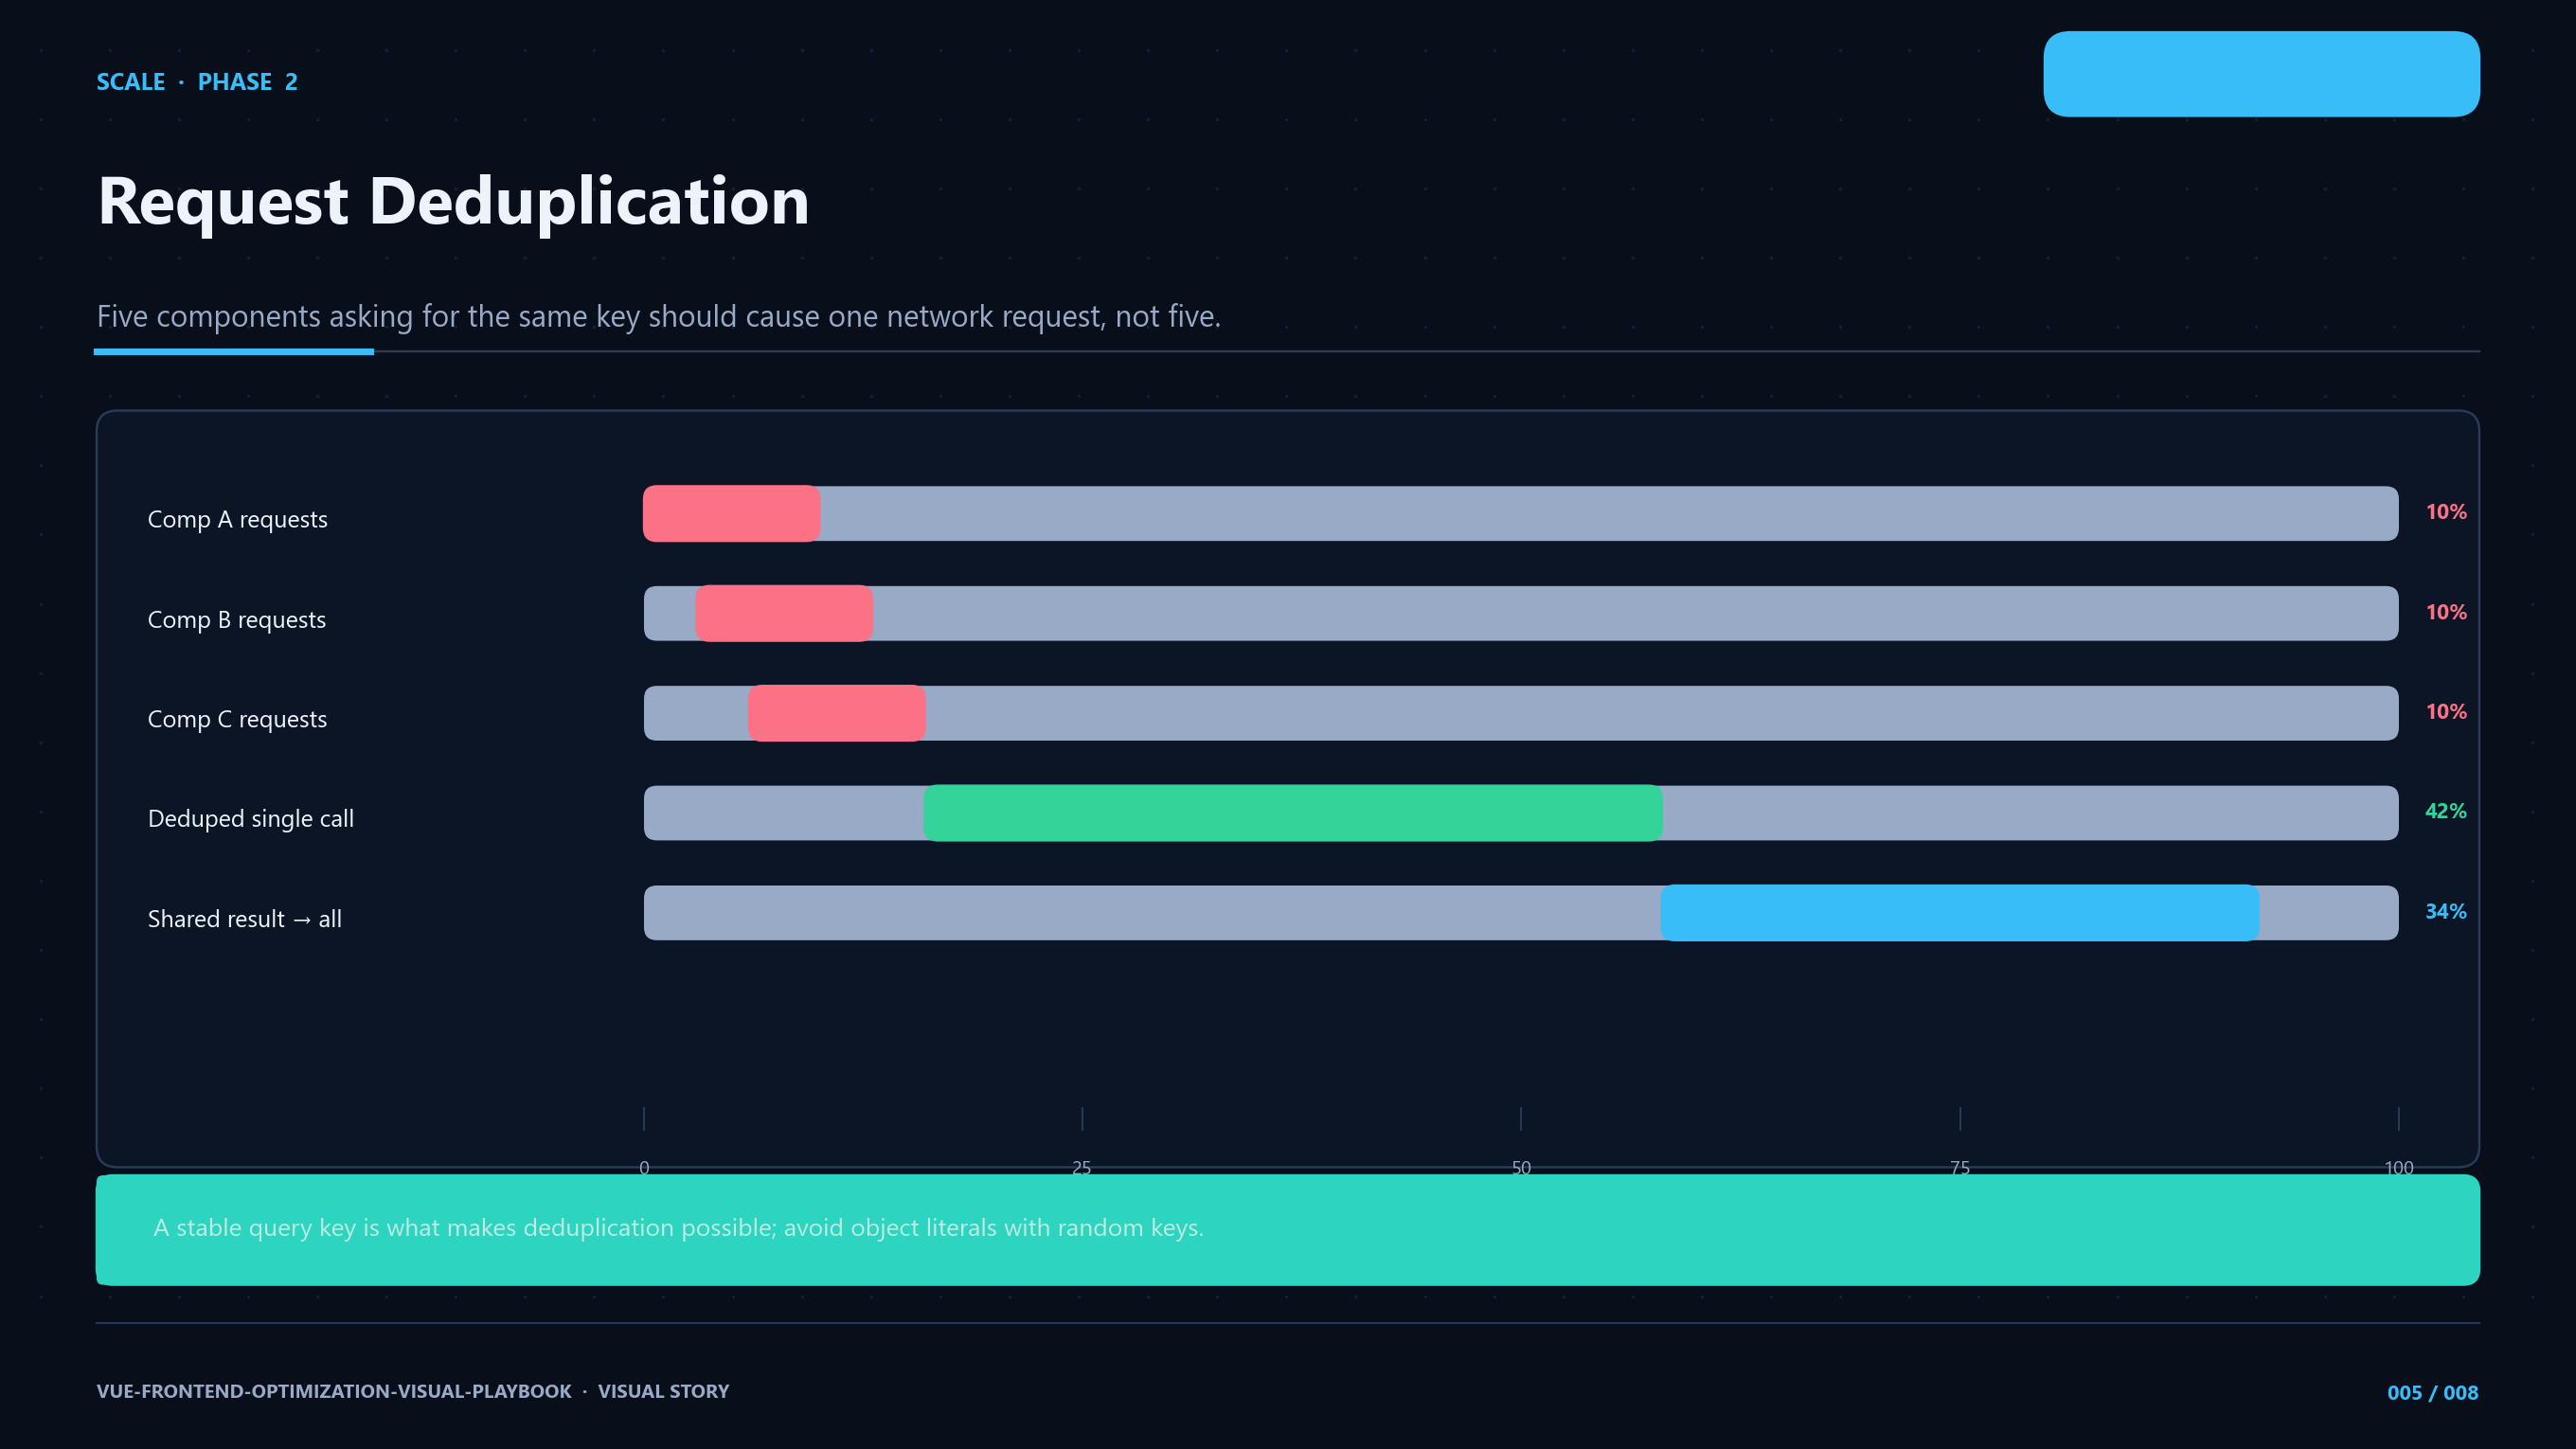 SCALE · PHASE 2
Request Deduplication
Five components asking for the same key should cause one network request, not five.
Comp A requests
10%
Comp B requests
10%
Comp C requests
10%
Deduped single call
42%
Shared result → all
34%
0 25 50 75 100
A stable query key is what makes deduplication possible; avoid object literals with random keys.
VUE-FRONTEND-OPTIMIZATION-VISUAL-PLAYBOOK · VISUAL STORY
005 / 008